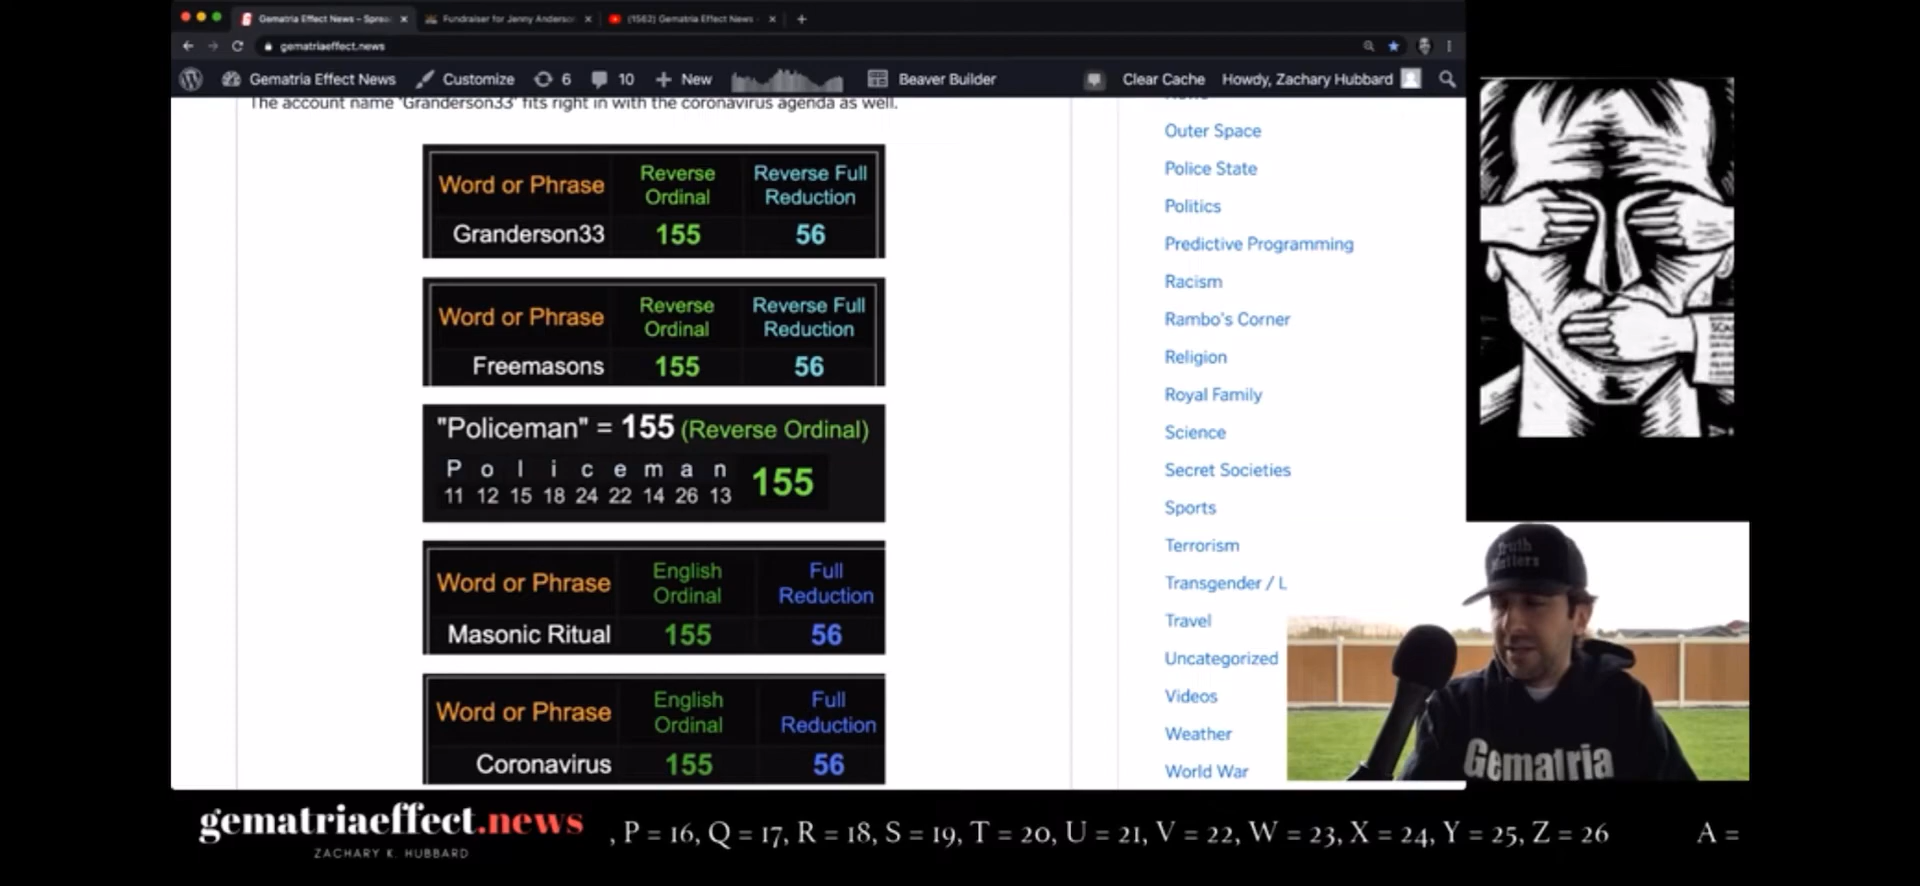 Gematria Effect News – Sprea
Fundraiser for Jenny Anderson
(1562) Gematria Effect News -
gematriaeffect.news
Gematria Effect News Customize 6 10 New Beaver Builder Clear Cache Howdy, Zachary Hubbard
The account name 'Granderson33' fits right in with the coronavirus agenda as well.
Word or Phrase Reverse Ordinal Reverse Full Reduction
Granderson33 155 56
Word or Phrase Reverse Ordinal Reverse Full Reduction
Freemasons 155 56
"Policeman" = 155 (Reverse Ordinal)
P o l i c e m a n
11 12 15 18 24 22 14 26 13 155
Word or Phrase English Ordinal Full Reduction
Masonic Ritual 155 56
Word or Phrase English Ordinal Full Reduction
Coronavirus 155 56
Outer Space
Police State
Politics
Predictive Programming
Racism
Rambo's Corner
Religion
Royal Family
Science
Secret Societies
Sports
Terrorism
Transgender / L
Travel
Uncategorized
Videos
Weather
World War
Truth
Matters
Gematria
gematriaeffect.news
ZACHARY K. HUBBARD
, P = 16, Q = 17, R = 18, S = 19, T = 20, U = 21, V = 22, W = 23, X = 24, Y = 25, Z = 26 A =